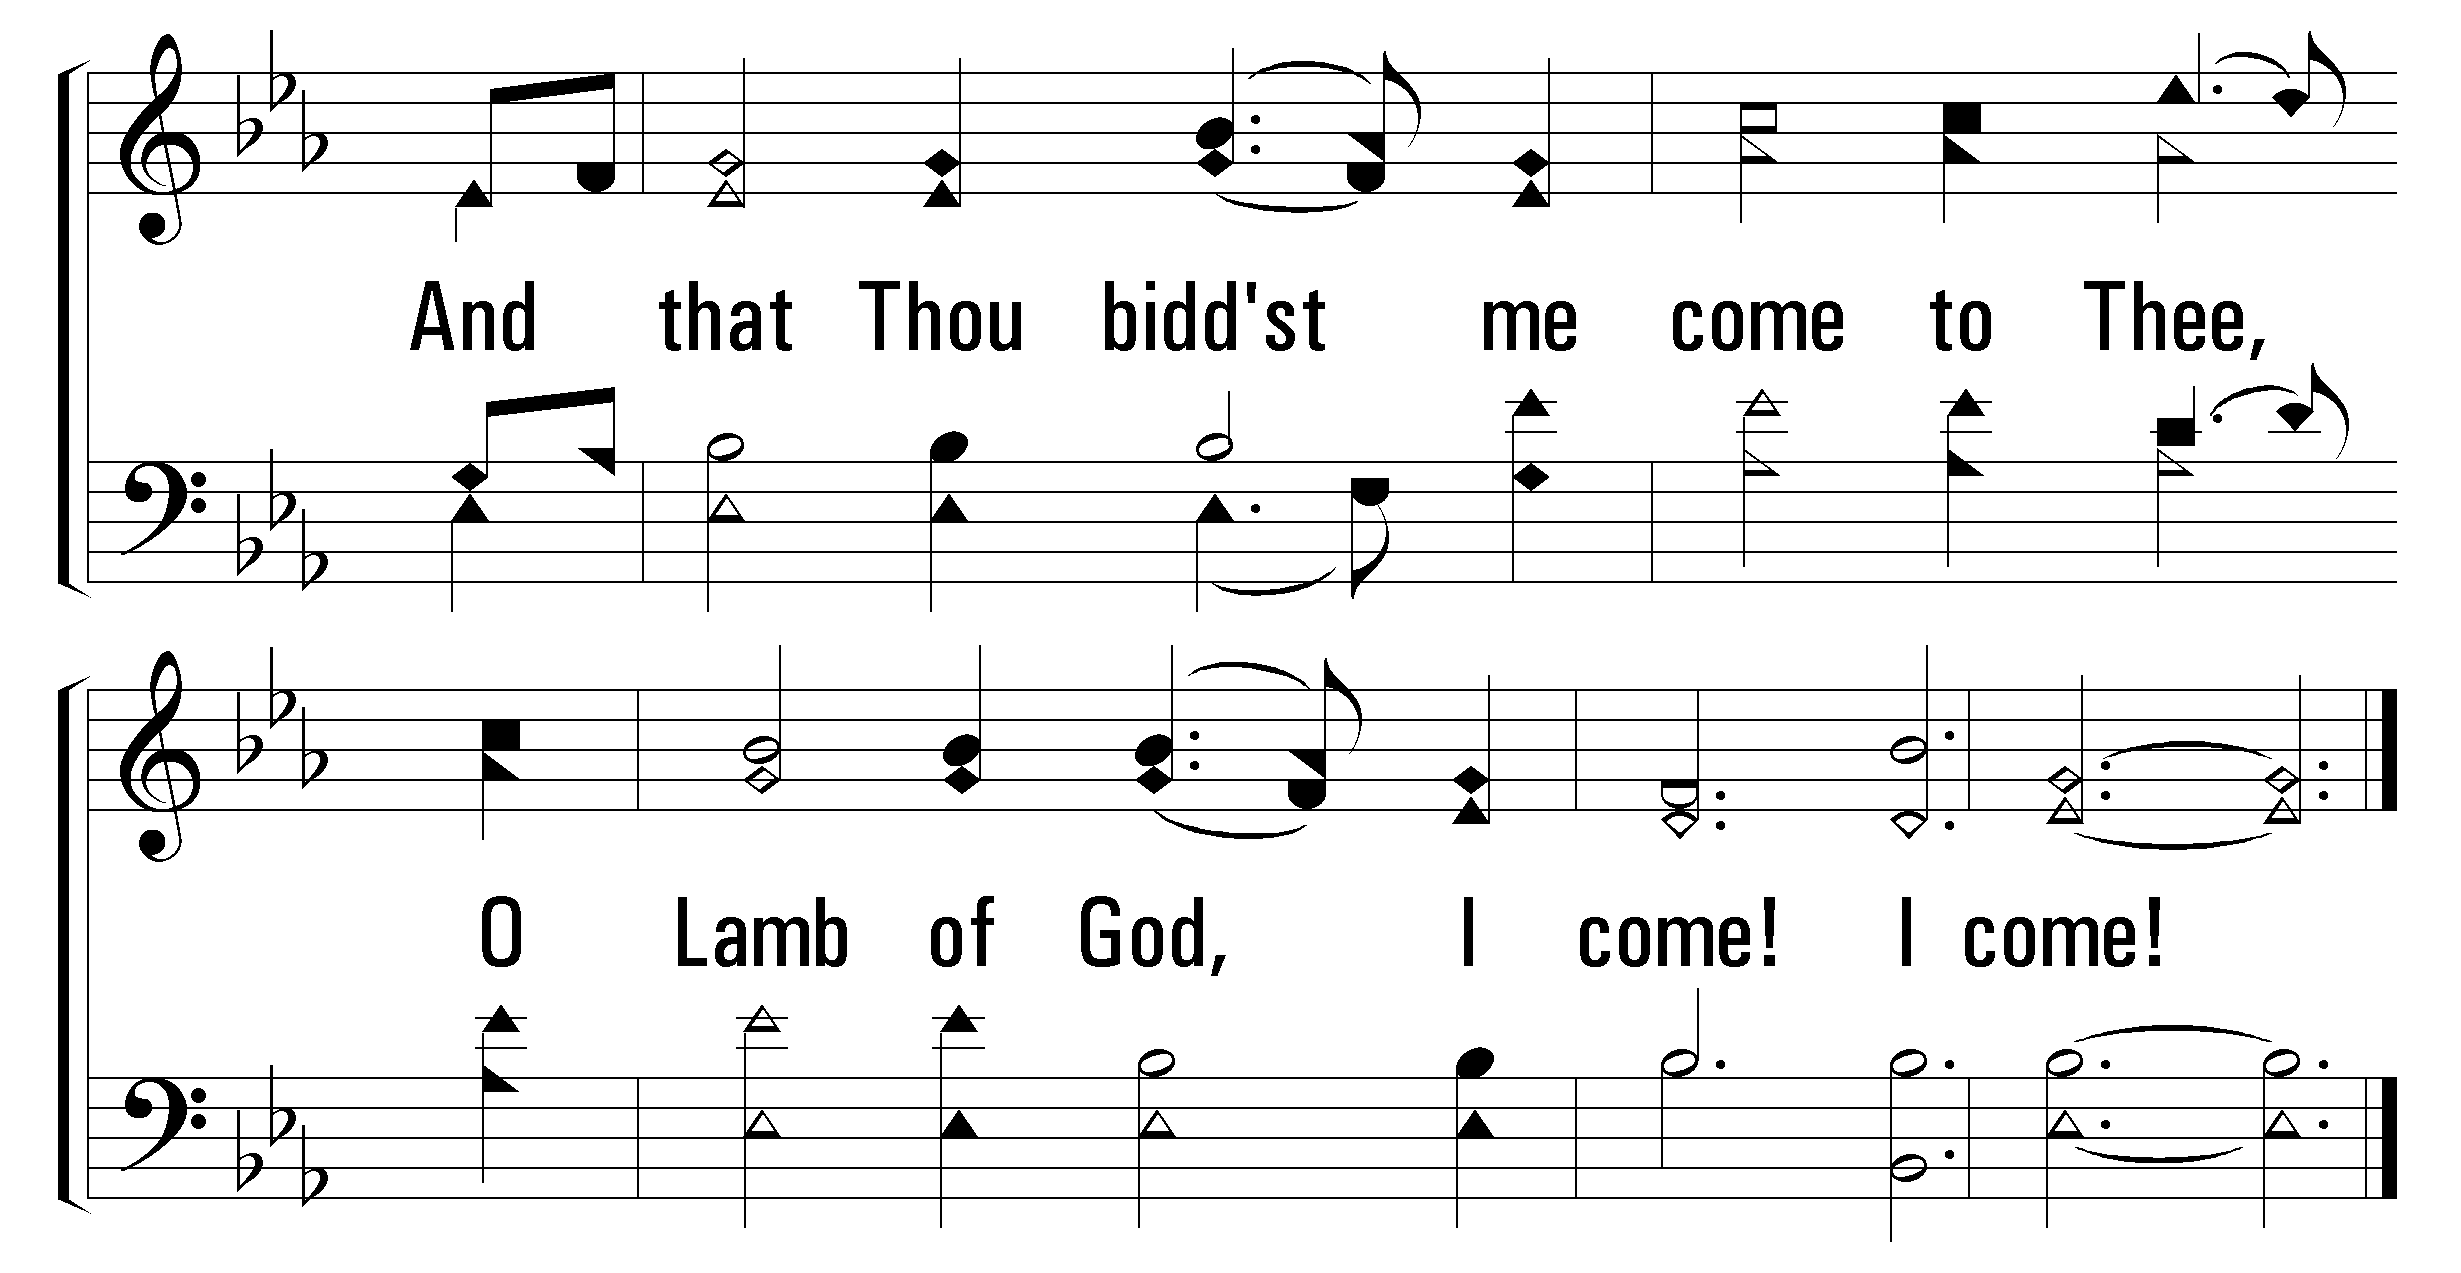 And that Thou bidd'st me come to Thee,
O Lamb of God, I come! I come!